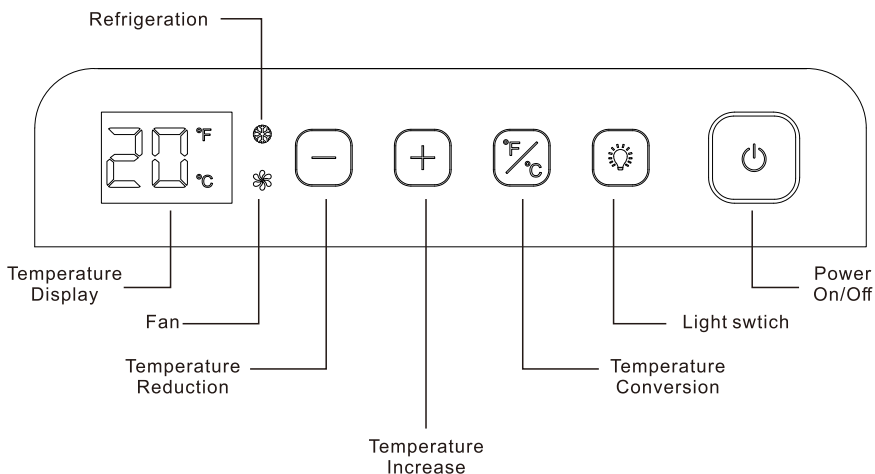 Refrigeration
20 °F
°C
°F/°C
Temperature
Display
Fan
Temperature
Reduction
Temperature
Increase
Temperature
Conversion
Light swtich
Power
On/Off